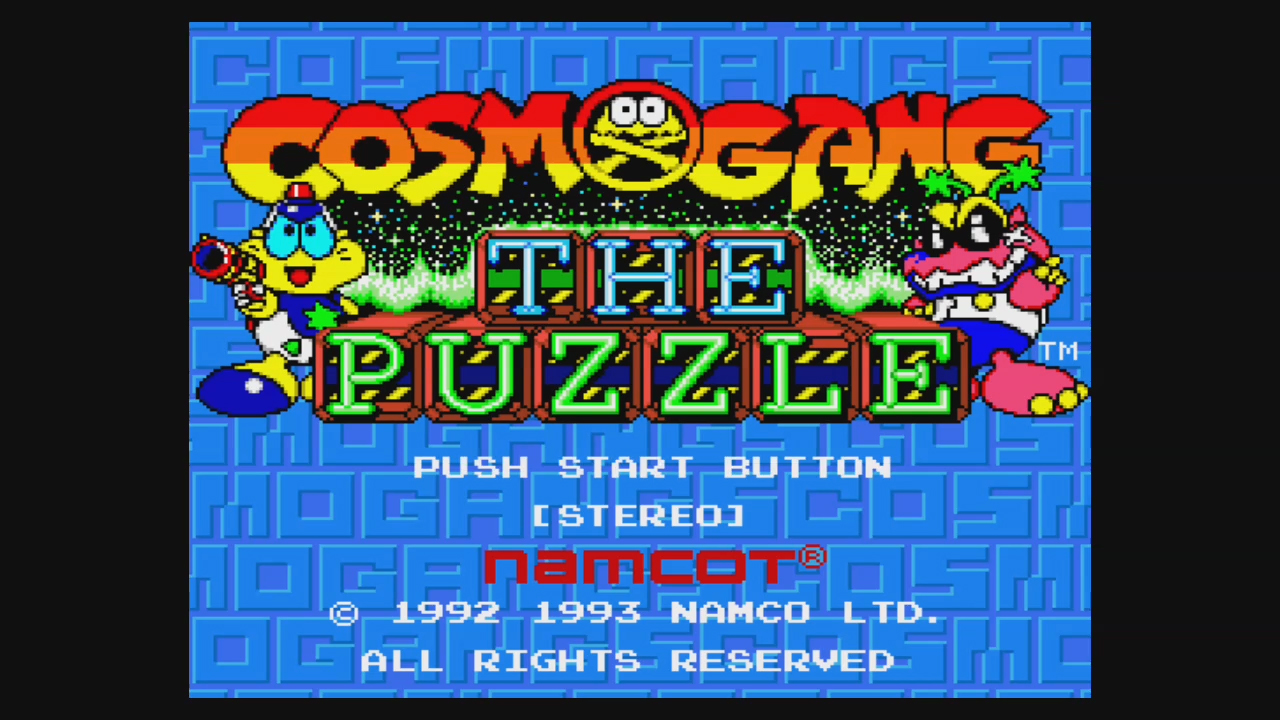 COSMO GANG
THE
PUZZLE
TM
PUSH START BUTTON
[STEREO]
namcot®
© 1992 1993 NAMCO LTD.
ALL RIGHTS RESERVED